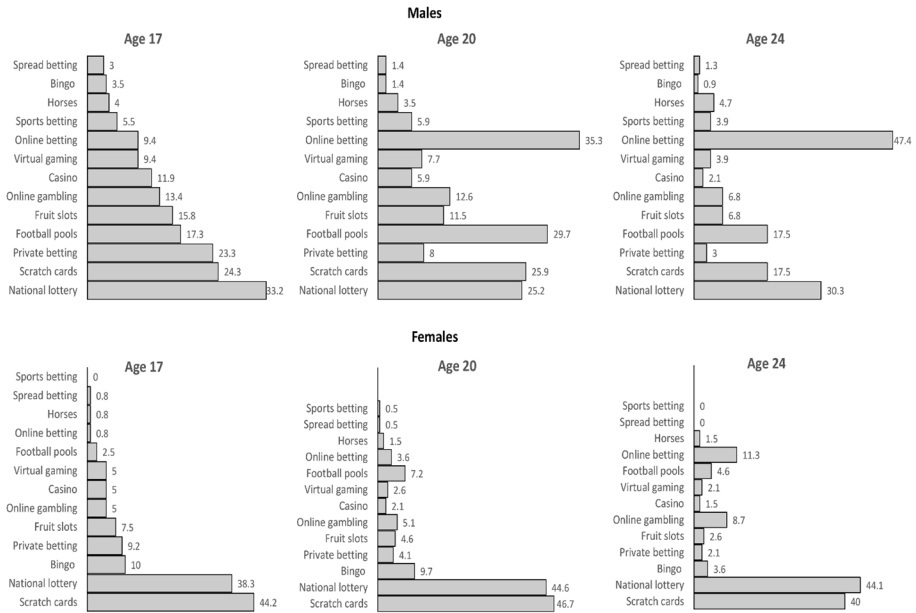 Males
Age 17
Spread betting 3
Bingo 3.5
Horses 4
Sports betting 5.5
Online betting 9.4
Virtual gaming 9.4
Casino 11.9
Online gambling 13.4
Fruit slots 15.8
Football pools 17.3
Private betting 23.3
Scratch cards 24.3
National lottery 33.2
Age 20
Spread betting 1.4
Bingo 1.4
Horses 3.5
Sports betting 5.9
Online betting 35.3
Virtual gaming 7.7
Casino 5.9
Online gambling 12.6
Fruit slots 11.5
Football pools 29.7
Private betting 8
Scratch cards 25.9
National lottery 25.2
Age 24
Spread betting 1.3
Bingo 0.9
Horses 4.7
Sports betting 3.9
Online betting 47.4
Virtual gaming 3.9
Casino 2.1
Online gambling 6.8
Fruit slots 6.8
Football pools 17.5
Private betting 3
Scratch cards 17.5
National lottery 30.3
Females
Age 17
Sports betting 0
Spread betting 0.8
Horses 0.8
Online betting 0.8
Football pools 2.5
Virtual gaming 5
Casino 5
Online gambling 5
Fruit slots 7.5
Private betting 9.2
Bingo 10
National lottery 38.3
Scratch cards 44.2
Age 20
Sports betting 0.5
Spread betting 0.5
Horses 1.5
Online betting 3.6
Football pools 7.2
Virtual gaming 2.6
Casino 2.1
Online gambling 5.1
Fruit slots 4.6
Private betting 4.1
Bingo 9.7
National lottery 44.6
Scratch cards 46.7
Age 24
Sports betting 0
Spread betting 0
Horses 1.5
Online betting 11.3
Football pools 4.6
Virtual gaming 2.1
Casino 1.5
Online gambling 8.7
Fruit slots 2.6
Private betting 2.1
Bingo 3.6
National lottery 44.1
Scratch cards 40